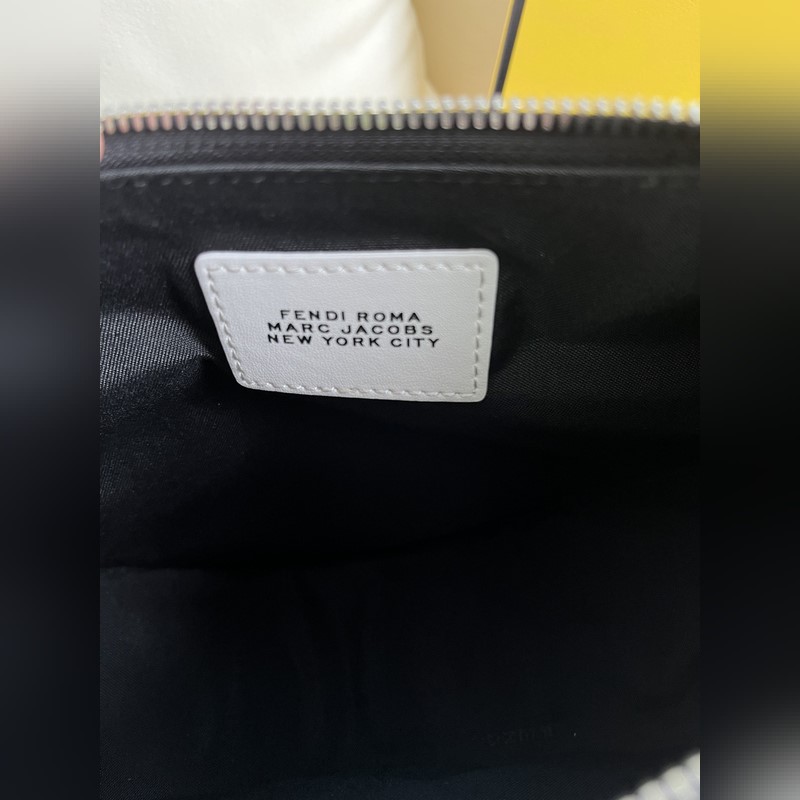 FENDI ROMA
MARC JACOBS
NEW YORK CITY